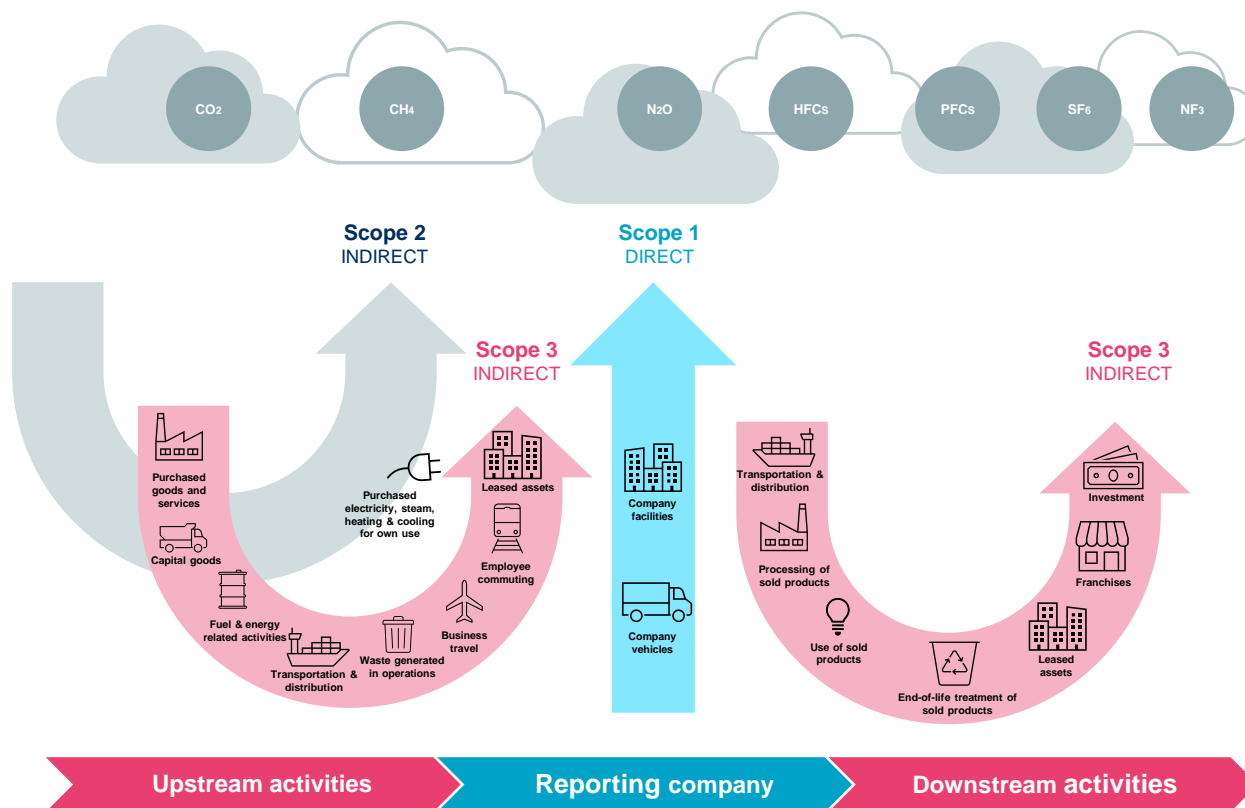 CO2
CH4
N2O
HFCs
PFCs
SF6
NF3
Scope 2
INDIRECT
Scope 1
DIRECT
Scope 3
INDIRECT
Scope 3
INDIRECT
Purchased
goods and
services
Capital goods
Fuel & energy
related activities
Transportation &
distribution
Waste generated
in operations
Business
travel
Employee
commuting
Leased assets
Purchased
electricity, steam,
heating & cooling
for own use
Company
facilities
Company
vehicles
Transportation &
distribution
Processing of
sold products
Use of sold
products
End-of-life treatment of
sold products
Leased
assets
Franchises
Investment
Upstream activities
Reporting company
Downstream activities